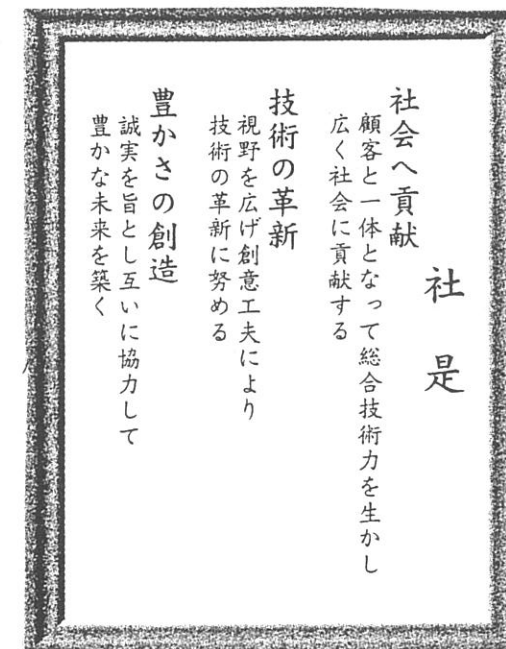 社是
社会へ貢献
顧客と一体となって総合技術力を生かし
広く社会に貢献する
技術の革新
視野を広げ創意工夫により
技術の革新に努める
豊かさの創造
誠実を旨とし互いに協力して
豊かな未来を築く